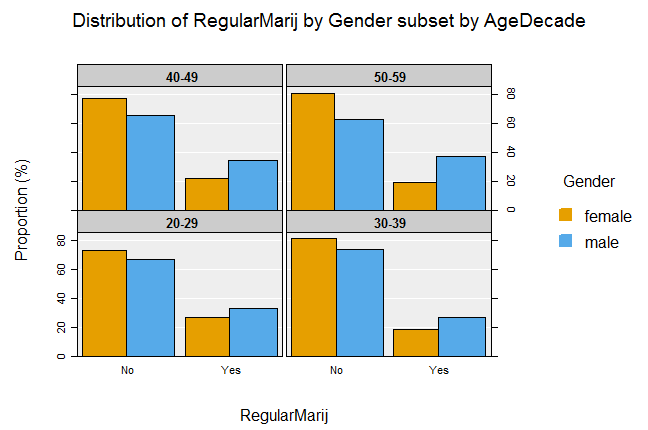 Distribution of RegularMarij by Gender subset by AgeDecade
40-49
50-59
80
60
40
20
0
Proportion (%)
Gender
female
male
20-29
30-39
80
60
40
20
0
No
Yes
No
Yes
RegularMarij